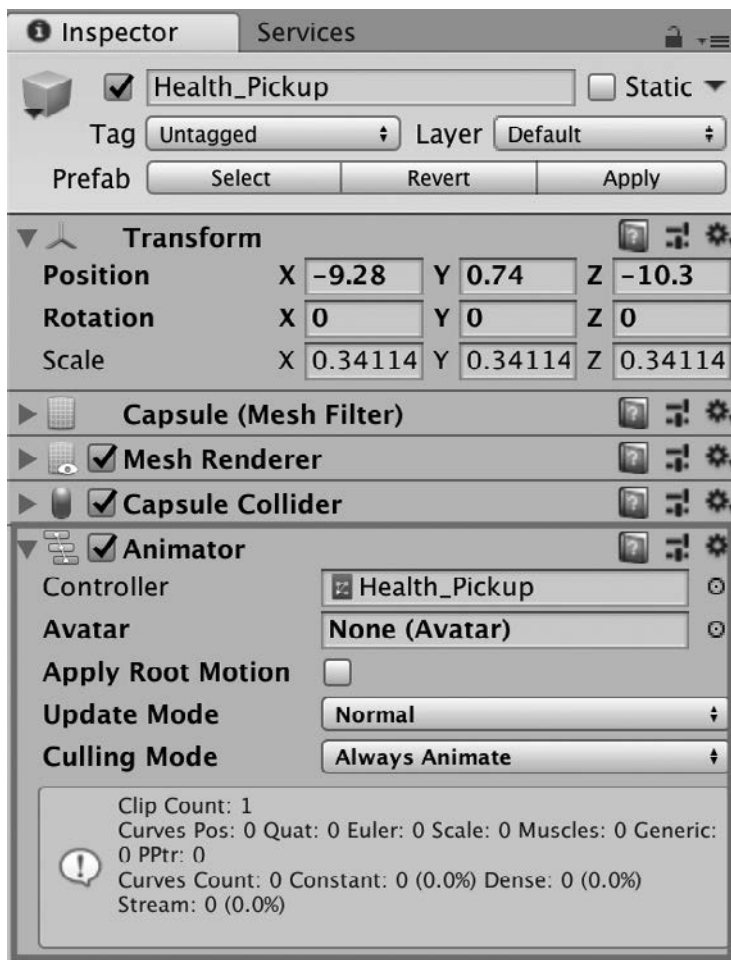 Inspector Services
Health_Pickup Static
Tag Untagged Layer Default
Prefab Select Revert Apply
Transform
Position X -9.28 Y 0.74 Z -10.3
Rotation X 0 Y 0 Z 0
Scale X 0.34114 Y 0.34114 Z 0.34114
Capsule (Mesh Filter)
Mesh Renderer
Capsule Collider
Animator
Controller Health_Pickup
Avatar None (Avatar)
Apply Root Motion
Update Mode Normal
Culling Mode Always Animate
Clip Count: 1
Curves Pos: 0 Quat: 0 Euler: 0 Scale: 0 Muscles: 0 Generic:
0 PPtr: 0
Curves Count: 0 Constant: 0 (0.0%) Dense: 0 (0.0%)
Stream: 0 (0.0%)